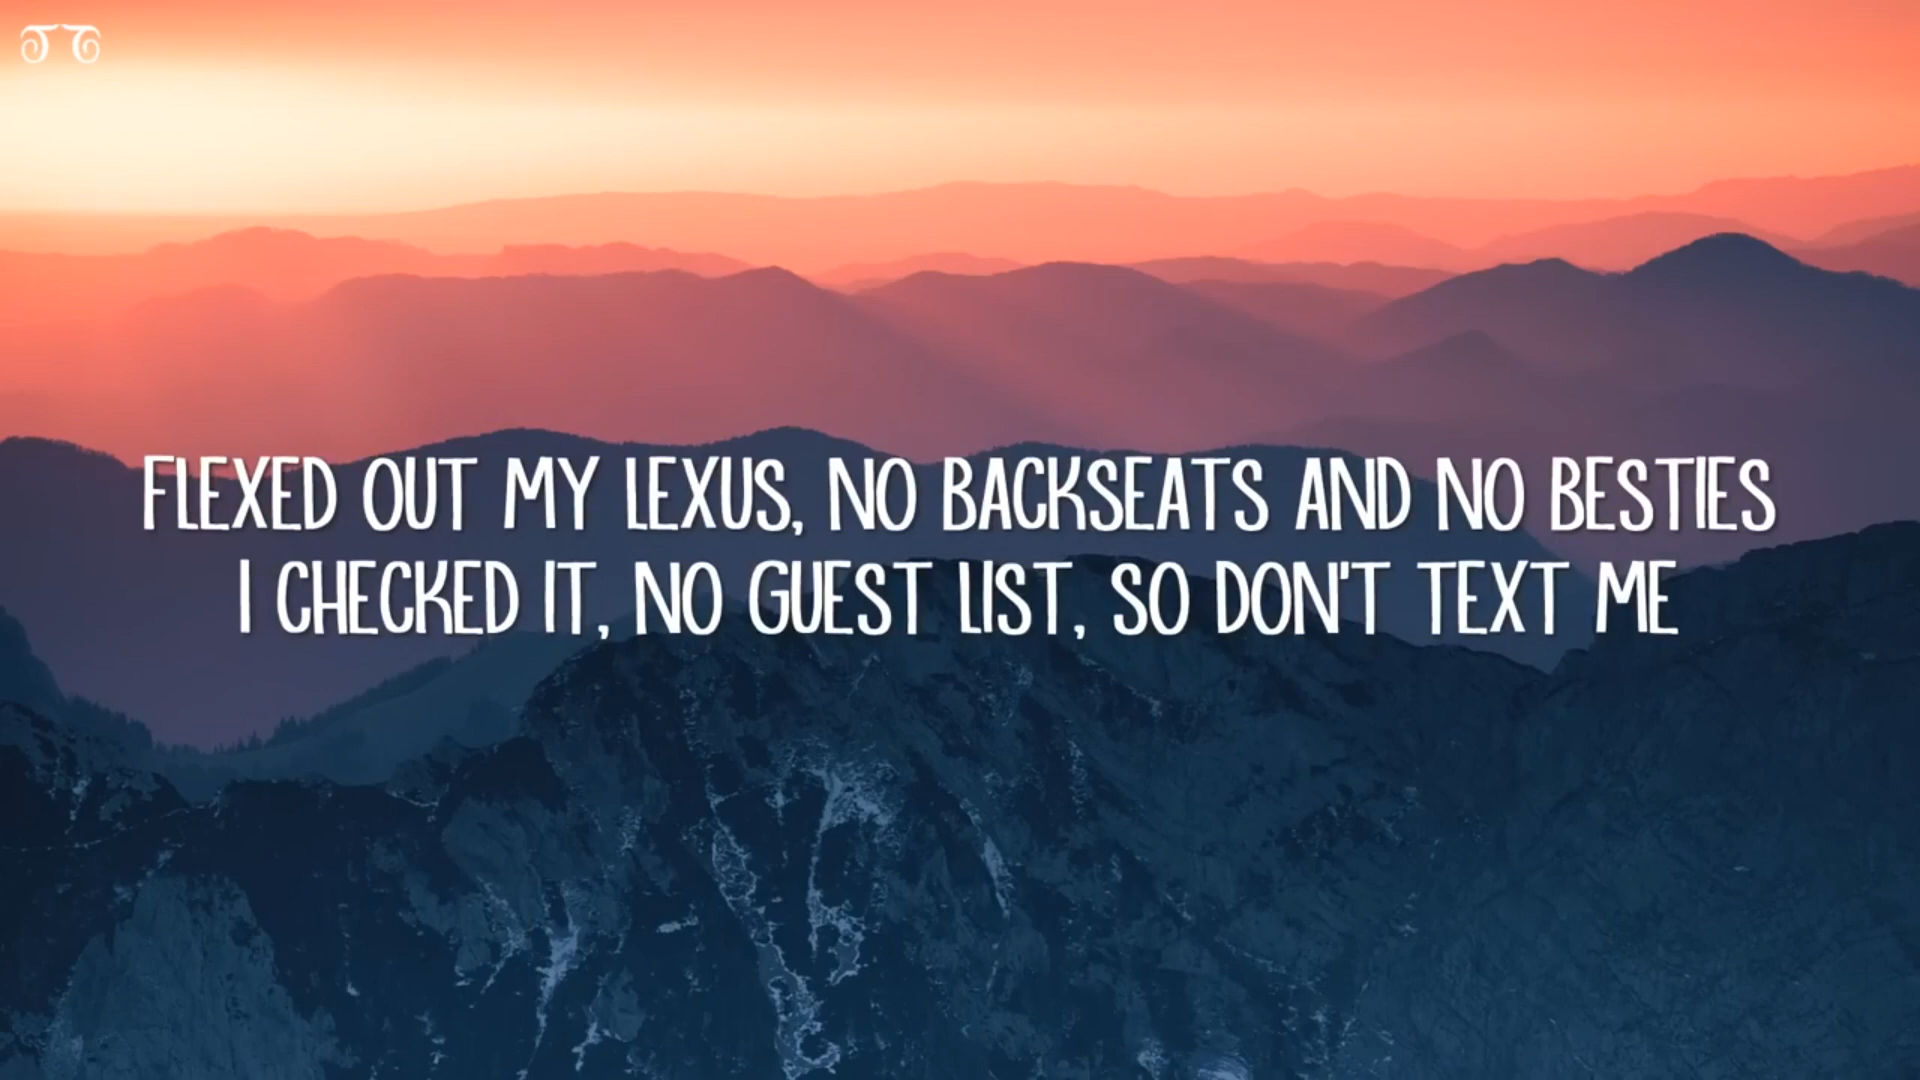 FLEXED OUT MY LEXUS, NO BACKSEATS AND NO BESTIES
I CHECKED IT, NO GUEST LIST, SO DON'T TEXT ME